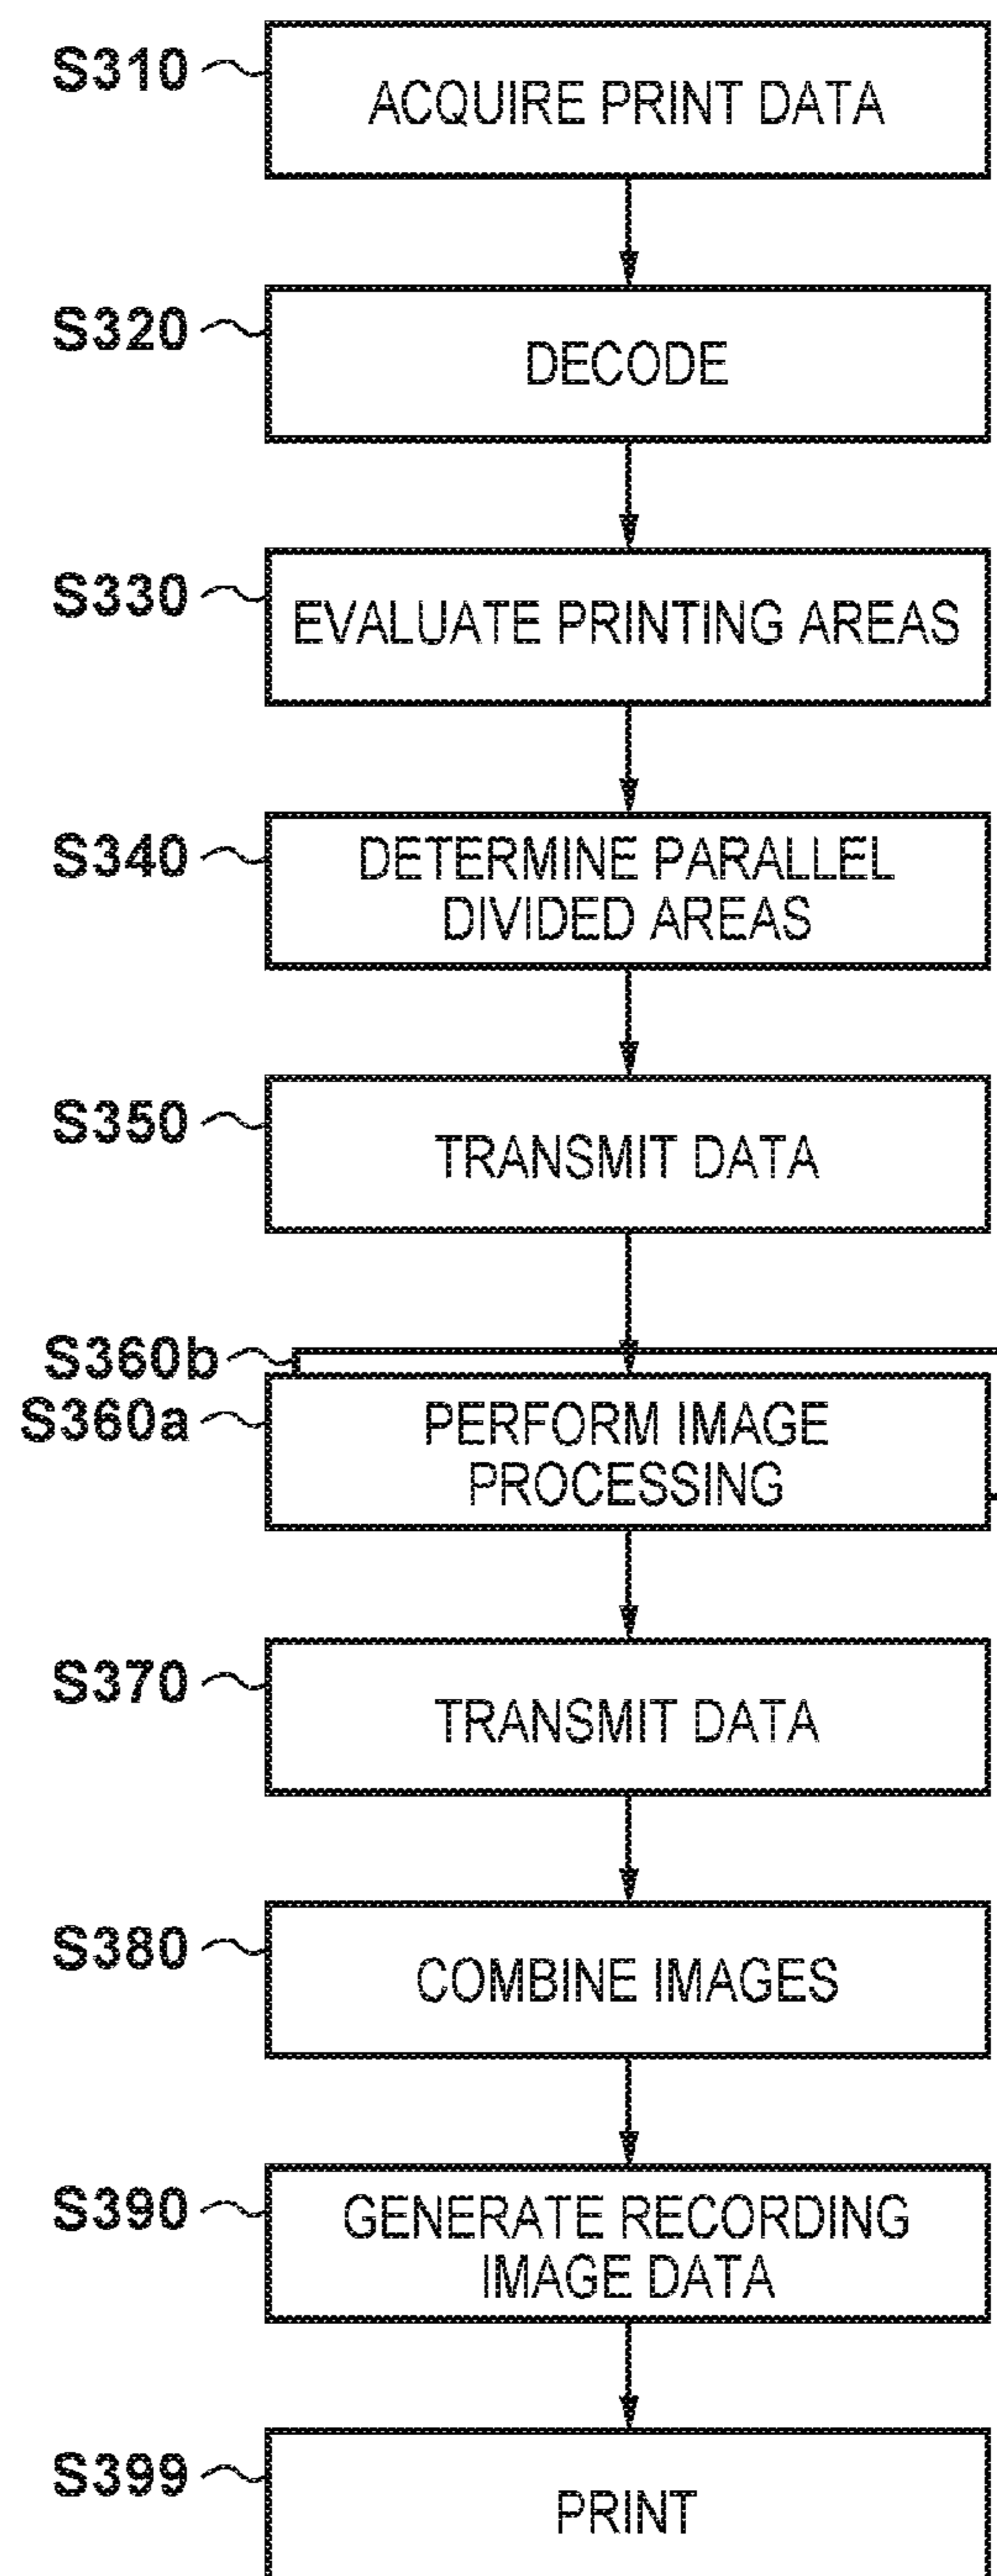 S310
ACQUIRE PRINT DATA
S320
DECODE
S330
EVALUATE PRINTING AREAS
S340
DETERMINE PARALLEL
DIVIDED AREAS
S350
TRANSMIT DATA
S360b
S360a
PERFORM IMAGE
PROCESSING
S370
TRANSMIT DATA
S380
COMBINE IMAGES
S390
GENERATE RECORDING
IMAGE DATA
S399
PRINT